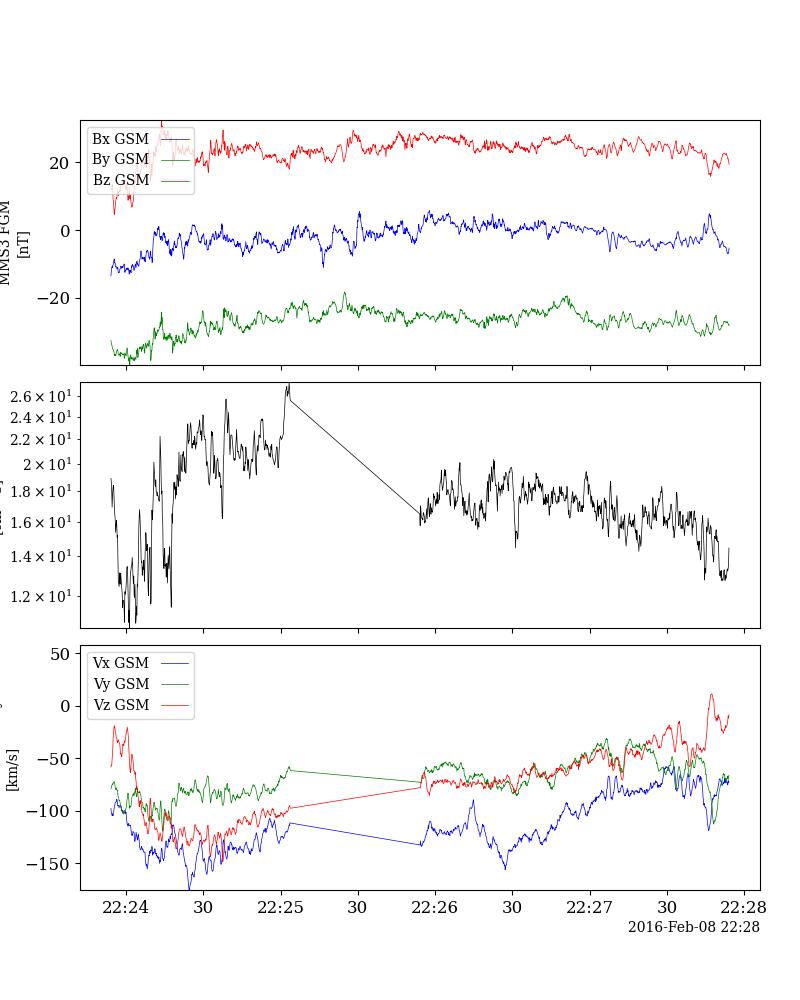 Bx GSM
By GSM
Bz GSM
20
0
−20
MMS3 FGM
[nT]
2.6 × 10¹
2.4 × 10¹
2.2 × 10¹
2 × 10¹
1.8 × 10¹
1.6 × 10¹
1.4 × 10¹
1.2 × 10¹
Vx GSM
Vy GSM
Vz GSM
50
0
−50
−100
−150
[km/s]
22:24 30 22:25 30 22:26 30 22:27 30 22:28
2016-Feb-08 22:28